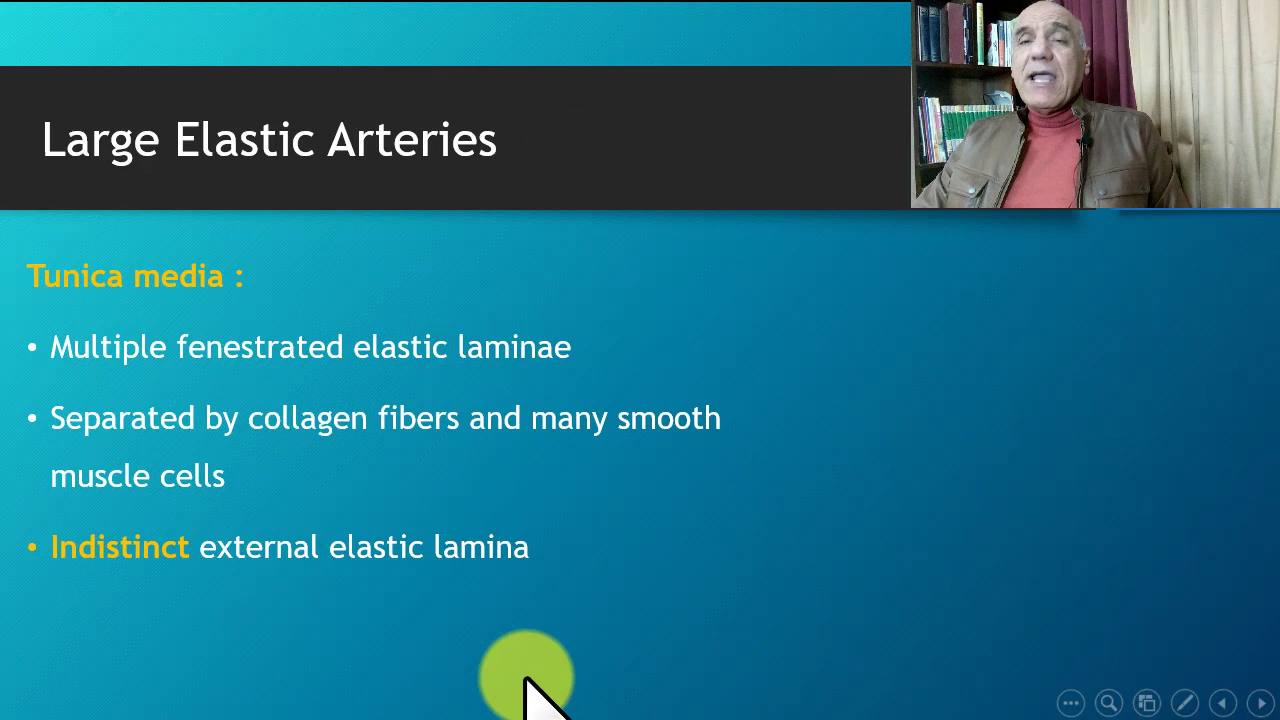 Large Elastic Arteries
Tunica media :
• Multiple fenestrated elastic laminae
• Separated by collagen fibers and many smooth
muscle cells
• Indistinct external elastic lamina